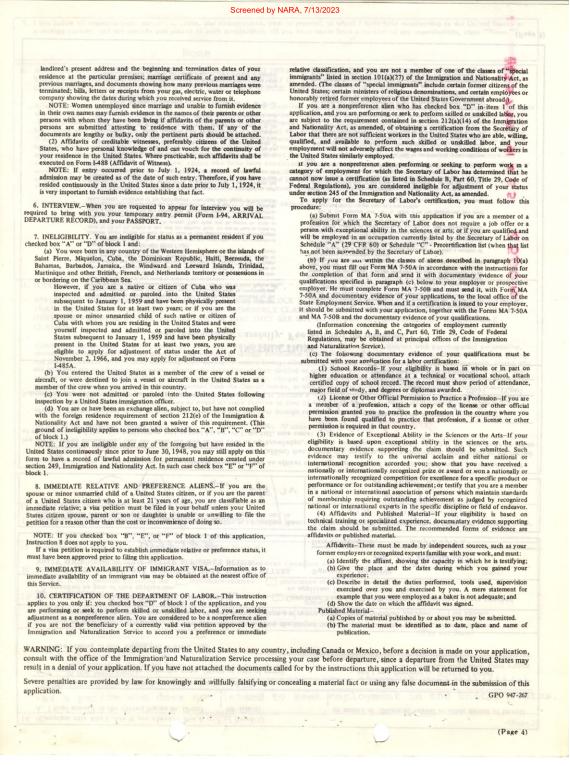 Screened by NARA, 7/13/2023
landlord's present address and the beginning and termination dates of your
residence at the particular premises; marriage certificate of present and any
previous marriages, and documents showing how many previous marriages were
terminated; bills, letters or receipts from your gas, electric, water or telephone
company showing the dates during which you received service from it.
NOTE: Women unemployed since marriage and unable to furnish evidence
in their own names may furnish evidence in the names of their parents or other
persons with whom they have been living if affidavits of the parents or other
persons are submitted attesting to residence with them. If any of the
documents are lengthy or bulky, only the pertinent parts should be attached.
(2) Affidavits of credible witnesses, preferably citizens of the United
States, who have personal knowledge of and can vouch for the continuity of
your residence in the United States. Where practicable, such affidavits shall be
executed on Form I-488 (Affidavit of Witness).
NOTE: If entry occurred prior to July 1, 1924, a record of lawful
admission may be created as of the date of such entry. Therefore, if you have
resided continuously in the United States since a date prior to July 1, 1924, it
is very important to furnish evidence establishing that fact.
6. INTERVIEW.—When you are requested to appear for interview you will be
required to bring with you your temporary entry permit (Form I-94, ARRIVAL
DEPARTURE RECORD), and your PASSPORT.
7. INELIGIBILITY. You are ineligible for status as a permanent resident if you
checked box "A" or "D" of block 1 and:
(a) You were born in any country of the Western Hemisphere or the islands of
Saint Pierre, Miquelon, Cuba, the Dominican Republic, Haiti, Bermuda, the
Bahamas, Barbados, Jamaica, the Windward and Leeward Islands, Trinidad,
Martinique and other British, French, and Netherlands territory or possessions in
or bordering on the Caribbean Sea.
However, if you are a native or citizen of Cuba who was
inspected and admitted or paroled into the United States
subsequent to January 1, 1959 and have been physically present
in the United States for at least two years; or if you are the
spouse or minor unmarried child of such native or citizen of
Cuba with whom you are residing in the United States and were
yourself inspected and admitted or paroled into the United
States subsequent to January 1, 1959 and have been physically
present in the United States for at least two years, you are
eligible to apply for adjustment of status under the Act of
November 2, 1966, and you may apply for adjustment on Form
I-485A.
(b) You entered the United States as a member of the crew of a vessel or
aircraft, or were destined to join a vessel or aircraft in the United States as a
member of the crew when you arrived in this country.
(c) You were not admitted or paroled into the United States following
inspection by a United States immigration officer.
(d) You are or have been an exchange alien, subject to, but have not complied
with the foreign residence requirement of section 212(e) of the Immigration &
Nationality Act and have not been granted a waiver of this requirement. (This
ground of ineligibility applies to persons who checked box "A", "B", "C" or "D"
of block 1.)
NOTE: If you are ineligible under any of the foregoing but have resided in the
United States continuously since prior to June 30, 1948, you may still apply on this
form to have a record of lawful admission for permanent residence created under
section 249, Immigration and Nationality Act. In such case check box "E" or "F" of
block 1.
8. IMMEDIATE RELATIVE AND PREFERENCE ALIENS.—If you are the
spouse or minor unmarried child of a United States citizen, or if you are the parent
of a United States citizen who is at least 21 years of age, you are classifiable as an
immediate relative; a visa petition must be filed in your behalf unless your United
States citizen spouse, parent or son or daughter is unable or unwilling to file the
petition for a reason other than the cost or inconvenience of doing so.
NOTE: If you checked box "B", "E", or "F" of block 1 of this application,
Instruction 8 does not apply to you.
If a visa petition is required to establish immediate relative or preference status, it
must have been approved prior to filing this application.
9. IMMEDIATE AVAILABILITY OF IMMIGRANT VISA.—Information as to
immediate availability of an immigrant visa may be obtained at the nearest office of
this Service.
10. CERTIFICATION OF THE DEPARTMENT OF LABOR.—This instruction
applies to you only if: you checked box "D" of block 1 of the application, and you
are performing or seek to perform skilled or unskilled labor, and you are seeking
adjustment as a nonpreference alien. You are considered to be a nonpreference alien
if you are not the beneficiary of a currently valid visa petition approved by the
Immigration and Naturalization Service to accord you a preference or immediate
relative classification, and you are not a member of one of the classes of "special
immigrants" listed in section 101(a)(27) of the Immigration and Nationality Act, as
amended. (The classes of "special immigrants" include certain former citizens of the
United States; certain ministers of religious denominations, and certain employees or
honorably retired former employees of the United States Government abroad.)
If you are a nonpreference alien who has checked box "D" in item 1 of this
application, and you are performing or seek to perform skilled or unskilled labor, you
are subject to the requirement contained in section 212(a)(14) of the Immigration
and Nationality Act, as amended, of obtaining a certification from the Secretary of
Labor that there are not sufficient workers in the United States who are able, willing,
qualified, and available to perform such skilled or unskilled labor, and your
employment will not adversely affect the wages and working conditions of workers in
the United States similarly employed.
If you are a nonpreference alien performing or seeking to perform work in a
category of employment for which the Secretary of Labor has determined that he
cannot now issue a certification (as listed in Schedule B, Part 60, Title 29, Code of
Federal Regulations), you are considered ineligible for adjustment of your status
under section 245 of the Immigration and Nationality Act, as amended.
To apply for the Secretary of Labor's certification, you must follow this
procedure:
(a) Submit Form MA 7-50A with this application if you are a member of a
profession for which the Secretary of Labor does not require a job offer or a
person with exceptional ability in the sciences or arts; or if you are qualified and
will be employed in an occupation currently listed by the Secretary of Labor on
Schedule "A" (29 CFR 60) or Schedule "C" - Precertification list (when that list
has not been suspended by the Secretary of Labor).
(b) If you are not within the classes of aliens described in paragraph 10(a)
above, you must fill out Form MA 7-50A in accordance with the instructions for
the completion of that form and send it with documentary evidence of your
qualifications specified in paragraph (c) below to your employer or prospective
employer. He must complete Form MA 7-50B and must send it, with Form MA
7-50A and documentary evidence of your qualifications, to the local office of the
State Employment Service. When and if a certification is issued to your employer,
it should be submitted with your application, together with the Forms MA 7-50A
and MA 7-50B and the documentary evidence of your qualifications.
(Information concerning the categories of employment currently
listed in Schedules A, B, and C, Part 60, Title 29, Code of Federal
Regulations, may be obtained at principal offices of the Immigration
and Naturalization Service).
(c) The following documentary evidence of your qualifications must be
submitted with your application for a labor certification:
(1) School Records—If your eligibility is based in whole or in part on
higher education or attendance at a technical or vocational school, attach
certified copy of school record. The record must show period of attendance,
major field of study, and degrees or diplomas awarded.
(2) License or Other Official Permission to Practice a Profession—If you are
a member of a profession, attach a copy of the license or other official
permission granted you to practice the profession in the country where you
have been found qualified to practice that profession, if a license or other
permission is required in that country.
(3) Evidence of Exceptional Ability in the Sciences or the Arts—If your
eligibility is based upon exceptional ability in the sciences or the arts.
documentary evidence supporting the claim should be submitted. Such
evidence may testify to the universal acclaim and either national or
international recognition accorded you; show that you have received a
nationally or internationally recognized prize or award or won a nationally or
internationally recognized competition for excellence for a specific product or
performance or for outstanding achievement; or testify that you are a member
in a national or international association of persons which maintains standards
of membership requiring outstanding achievement as judged by recognized
national or international experts in the specific discipline or field of endeavor.
(4) Affidavits and Published Material—If your eligibility is based on
technical training or specialized experience, documentary evidence supporting
the claim should be submitted. The recommended forms of evidence are
affidavits or published material.
Affidavits—These must be made by independent sources, such as your
former employers or recognized experts familiar with your work, and must:
(a) Identify the affiant, showing the capacity in which he is testifying;
(b) Give the place and the dates during which you gained your
experience;
(c) Describe in detail the duties performed, tools used, supervision
exercised over you and exercised by you. A mere statement for
example that you were employed as a baker is not adequate; and
(d) Show the date on which the affidavit was signed.
Published Material—
(a) Copies of material published by or about you may be submitted.
(b) The material must be identified as to date, place and name of
publication.
WARNING: If you contemplate departing from the United States to any country, including Canada or Mexico, before a decision is made on your application,
consult with the office of the Immigration and Naturalization Service processing your case before departure, since a departure from the United States may
result in a denial of your application. If you have not attached the documents called for by the instructions this application will be returned to you.
Severe penalties are provided by law for knowingly and willfully falsifying or concealing a material fact or using any false document in the submission of this
application.
GPO 947-267
(Page 4)